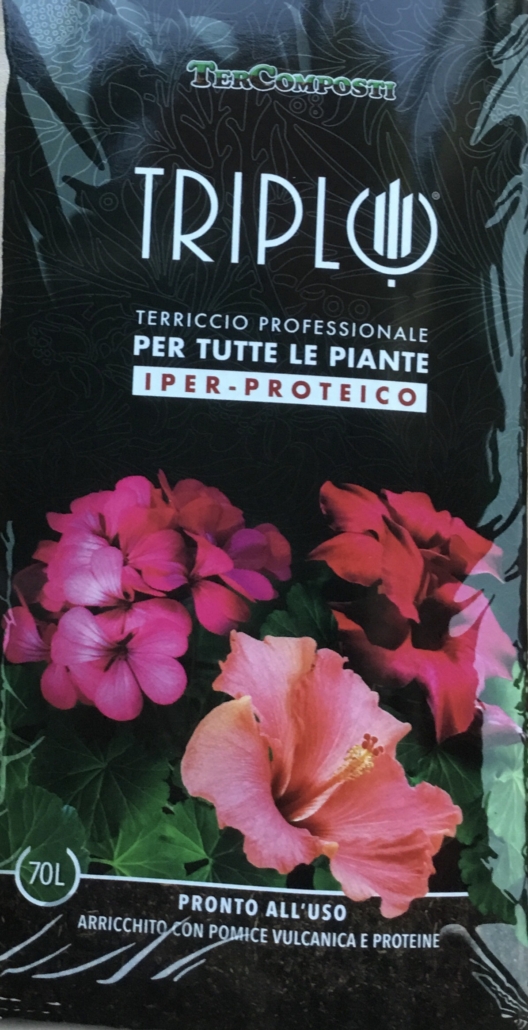 TERCOMPOSTI
TRIPLO®
TERRICCIO PROFESSIONALE
PER TUTTE LE PIANTE
IPER-PROTEICO
70L
PRONTO ALL'USO
ARRICCHITO CON POMICE VULCANICA E PROTEINE